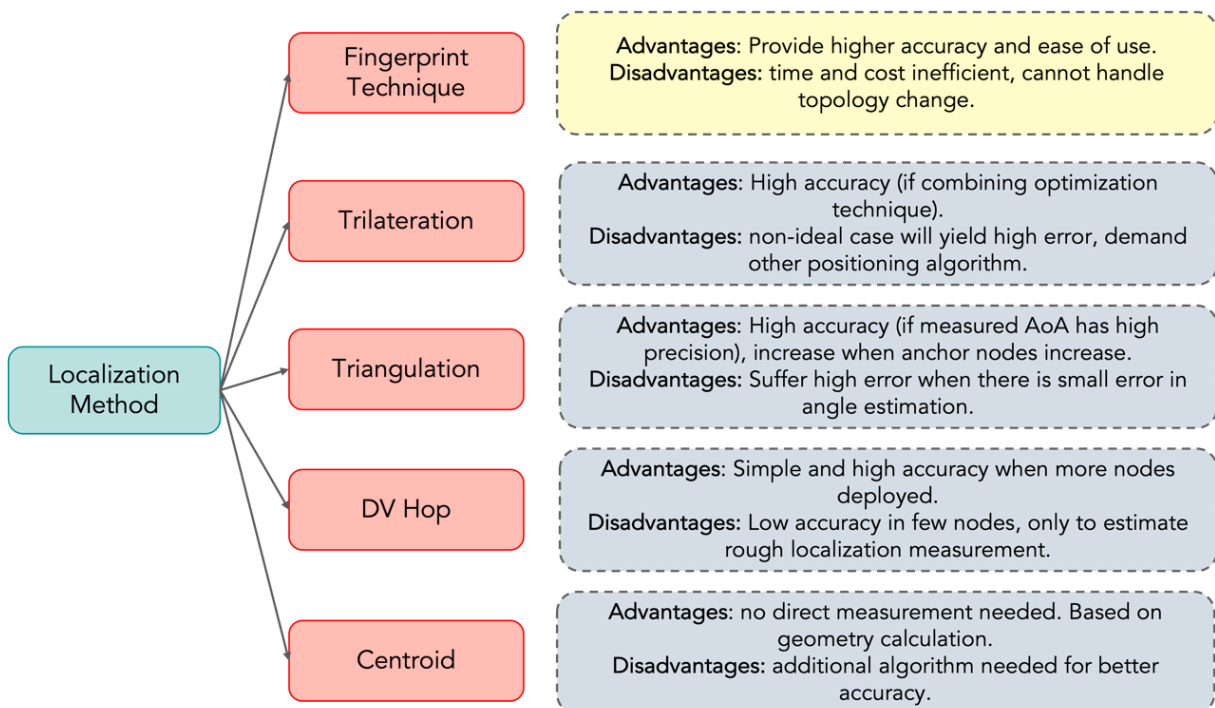 Fingerprint
Technique
Advantages: Provide higher accuracy and ease of use.
Disadvantages: time and cost inefficient, cannot handle
topology change.
Trilateration
Advantages: High accuracy (if combining optimization
technique).
Disadvantages: non-ideal case will yield high error, demand
other positioning algorithm.
Localization
Method
Triangulation
Advantages: High accuracy (if measured AoA has high
precision), increase when anchor nodes increase.
Disadvantages: Suffer high error when there is small error in
angle estimation.
DV Hop
Advantages: Simple and high accuracy when more nodes
deployed.
Disadvantages: Low accuracy in few nodes, only to estimate
rough localization measurement.
Centroid
Advantages: no direct measurement needed. Based on
geometry calculation.
Disadvantages: additional algorithm needed for better
accuracy.